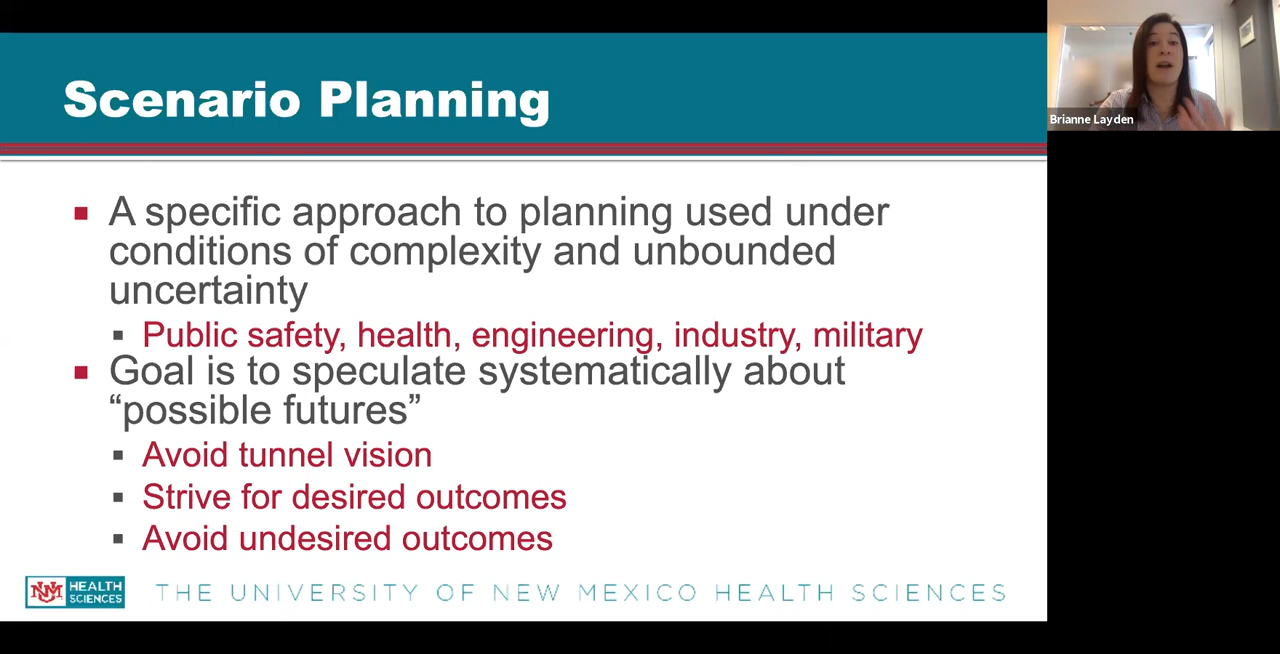 Scenario Planning
Brianne Layden
■ A specific approach to planning used under
conditions of complexity and unbounded
uncertainty
▪ Public safety, health, engineering, industry, military
■ Goal is to speculate systematically about
“possible futures”
▪ Avoid tunnel vision
▪ Strive for desired outcomes
▪ Avoid undesired outcomes
UNM HEALTH
SCIENCES
THE UNIVERSITY OF NEW MEXICO HEALTH SCIENCES